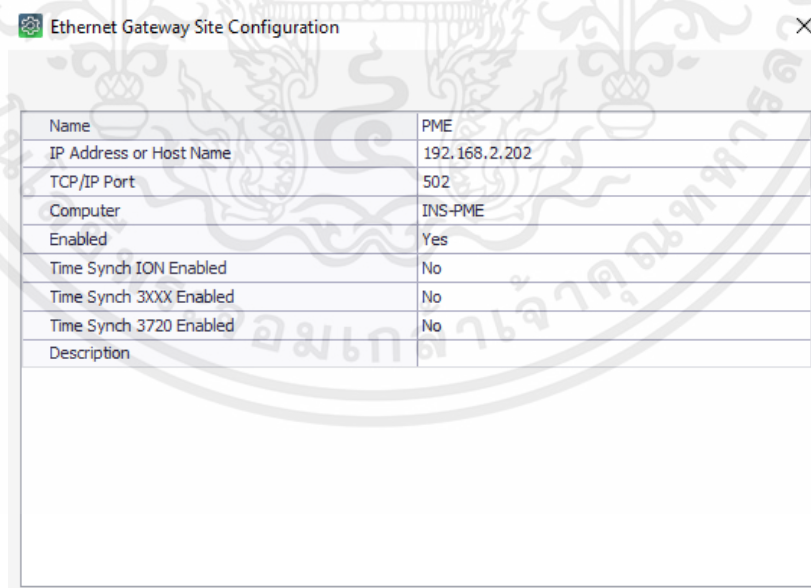 Ethernet Gateway Site Configuration
Name PME
IP Address or Host Name 192.168.2.202
TCP/IP Port 502
Computer INS-PME
Enabled Yes
Time Synch ION Enabled No
Time Synch 3XXX Enabled No
Time Synch 3720 Enabled No
Description